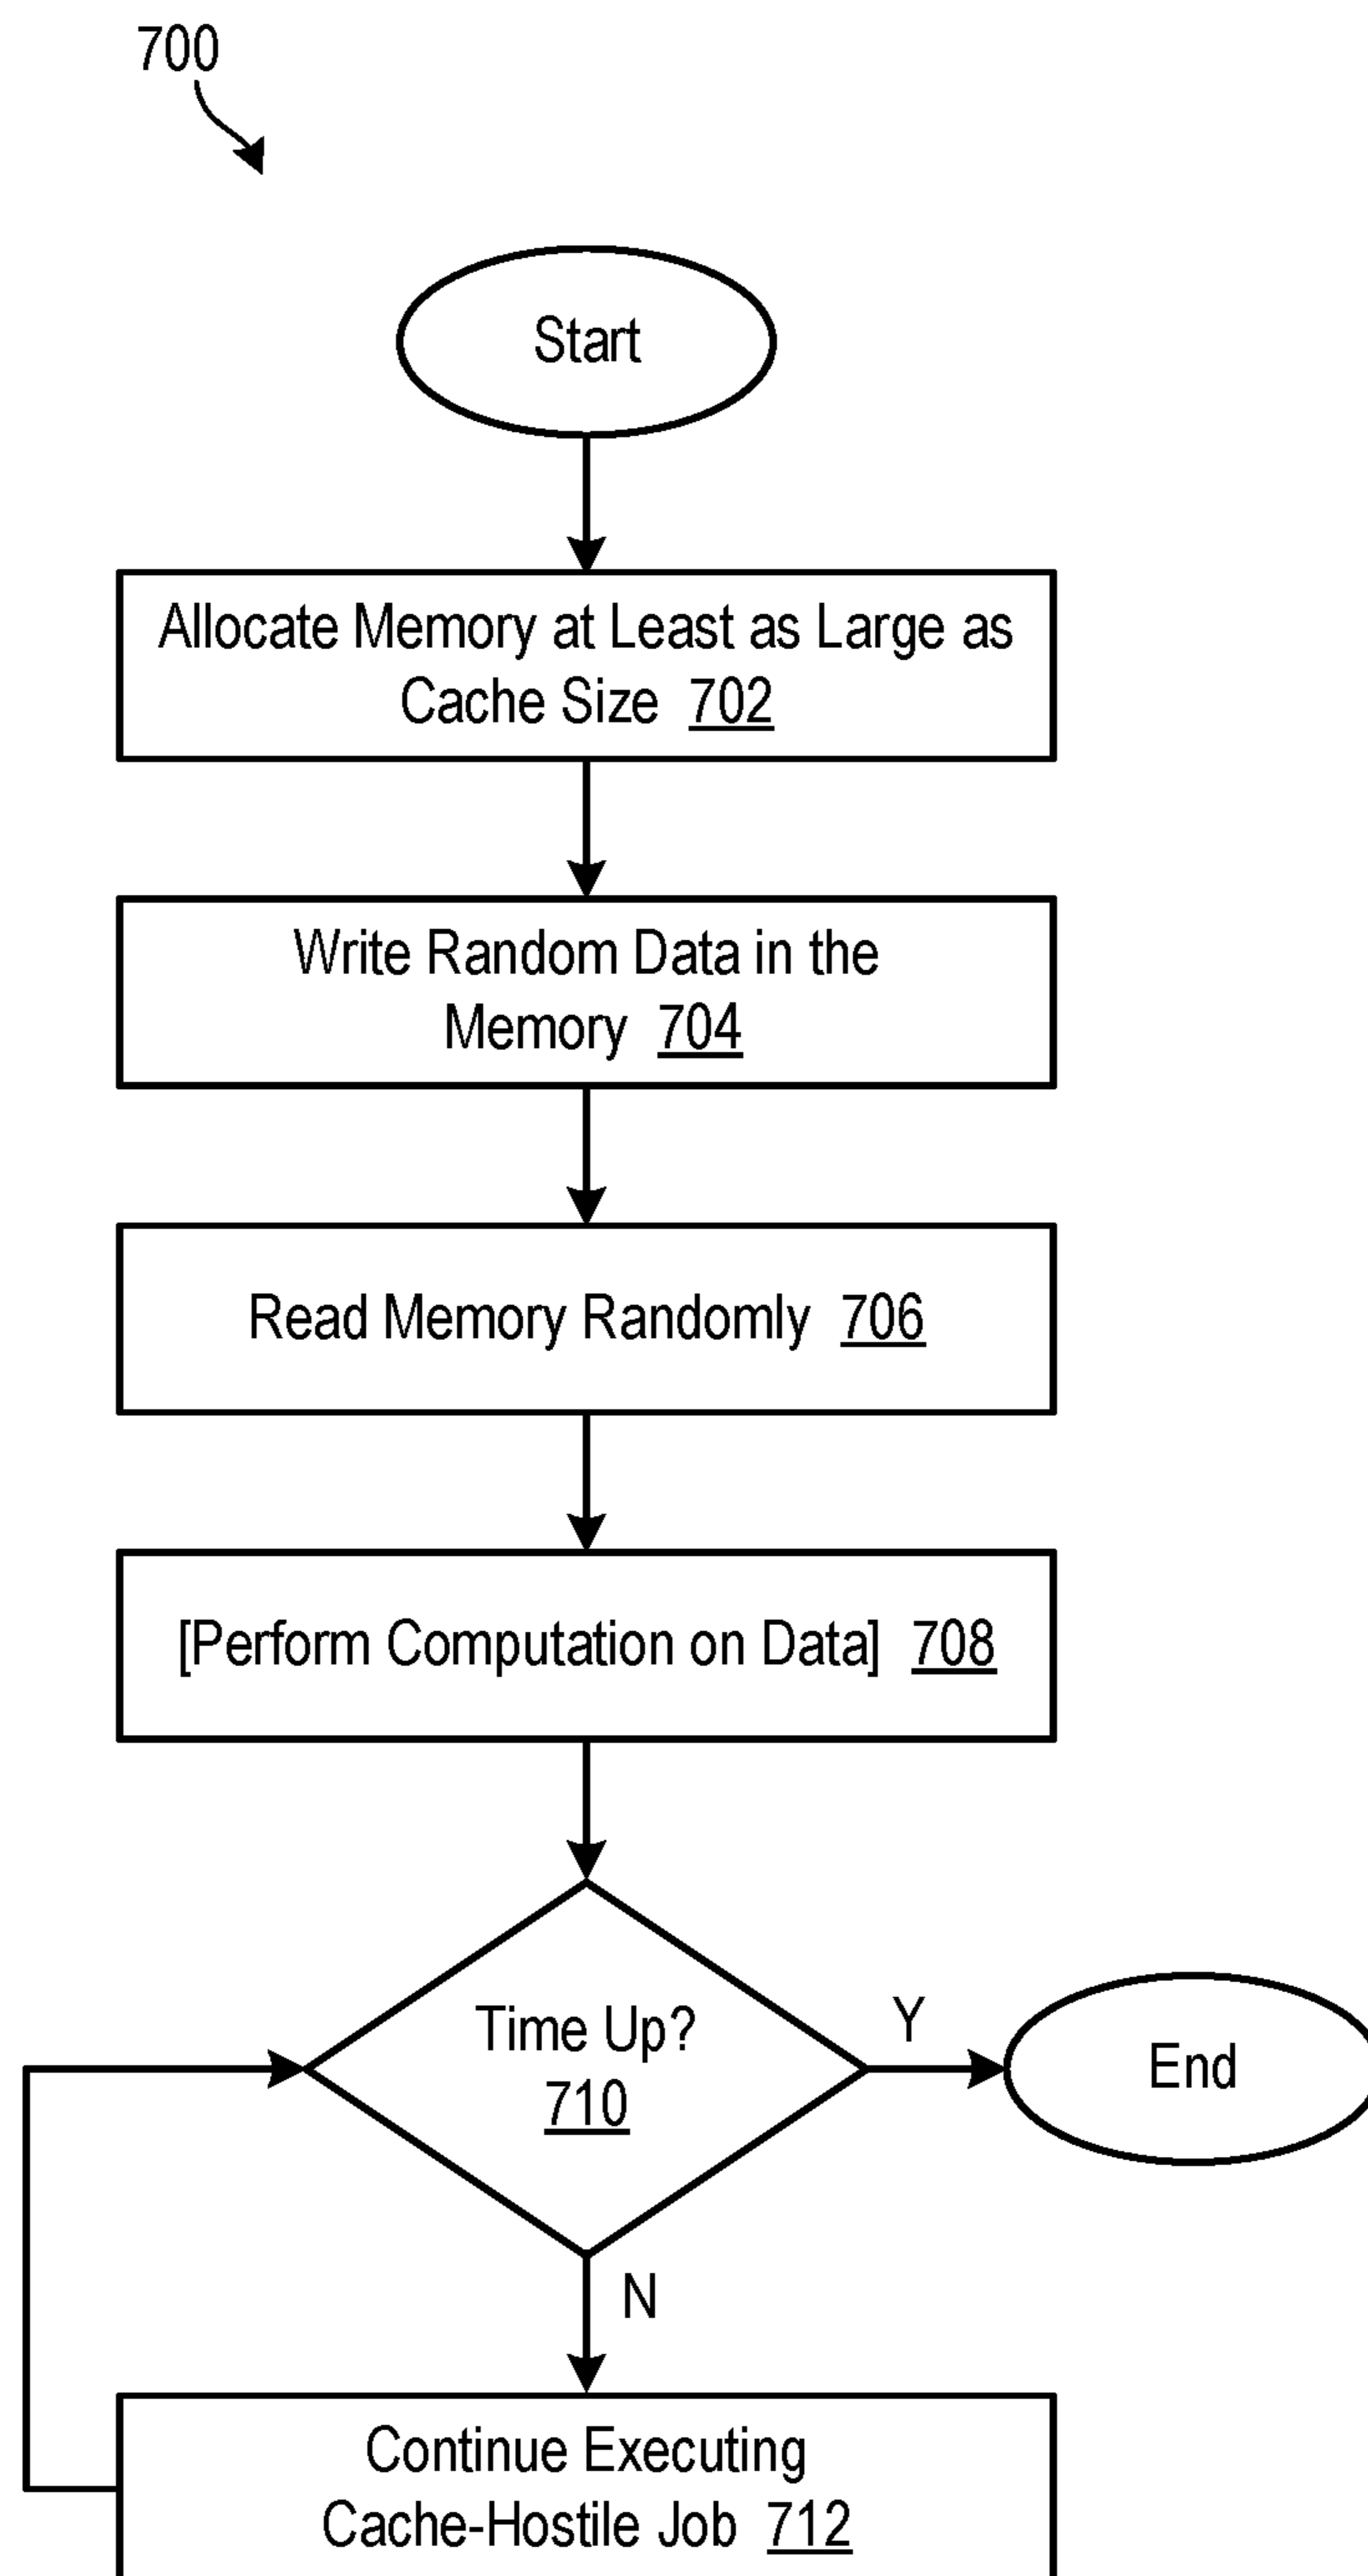 700
Start
Allocate Memory at Least as Large as
Cache Size 702
Write Random Data in the
Memory 704
Read Memory Randomly 706
[Perform Computation on Data] 708
Time Up?
710
Y
End
N
Continue Executing
Cache-Hostile Job 712